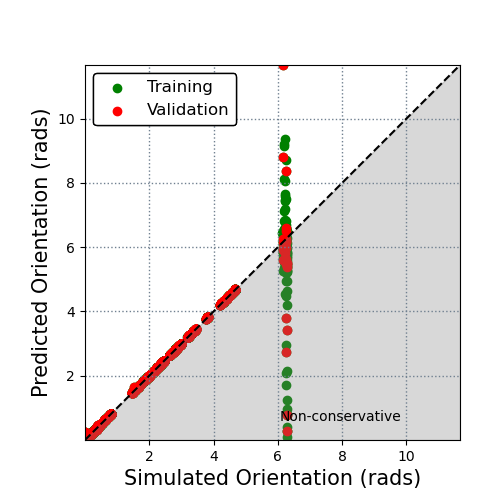 Training
Validation
10
8
6
4
2
Predicted Orientation (rads)
Non-conservative
2
4
6
8
10
Simulated Orientation (rads)